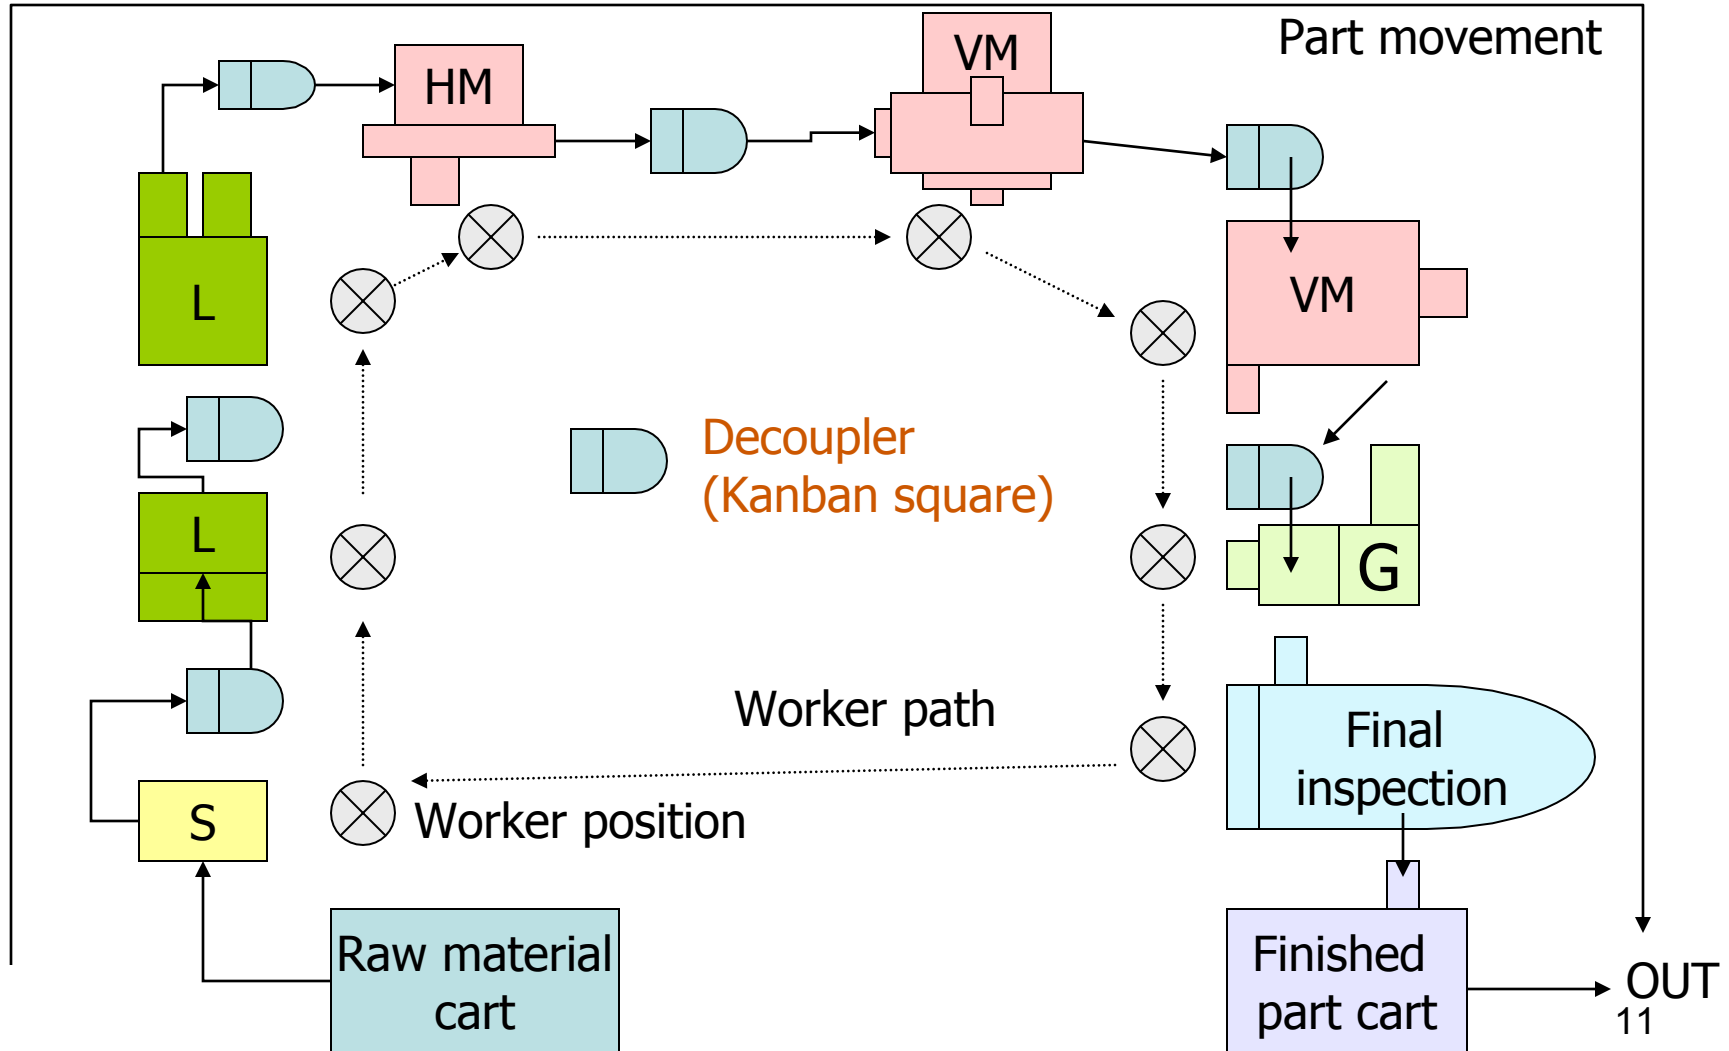 Part movement
HM
VM
L
VM
Decoupler
(Kanban square)
L
G
Worker path
Final
inspection
S
Worker position
Raw material
cart
Finished
part cart
OUT
11